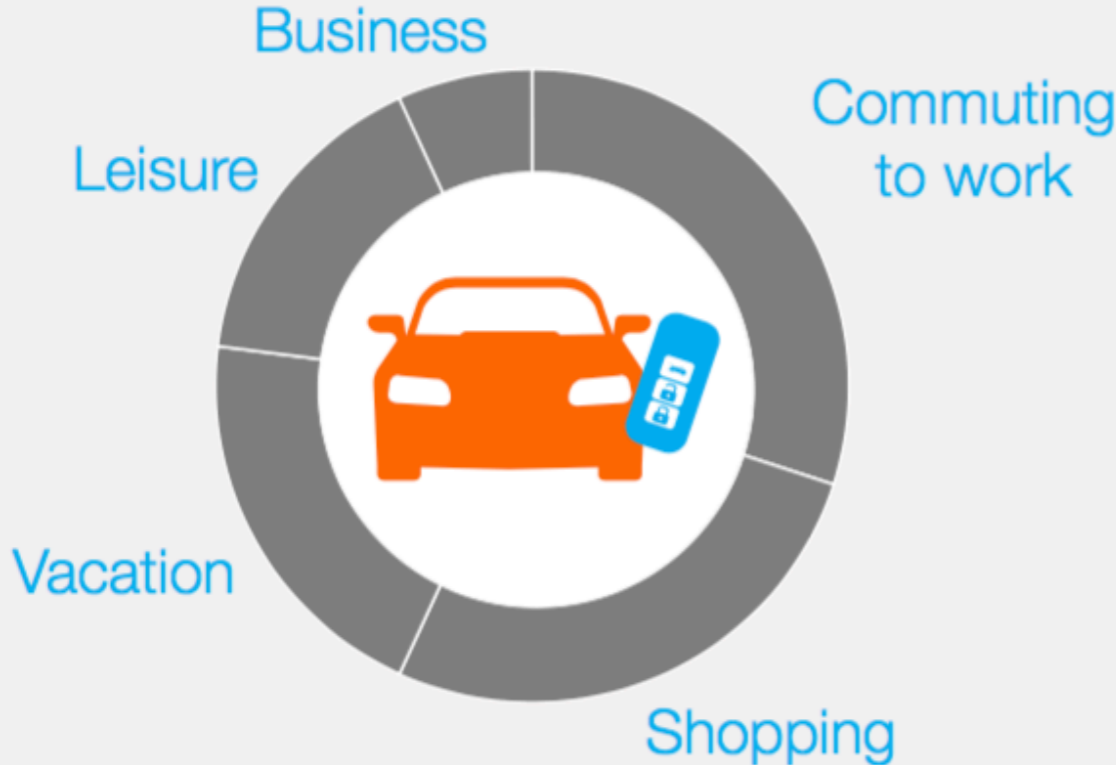 Business
Commuting
to work
Leisure
Vacation
Shopping